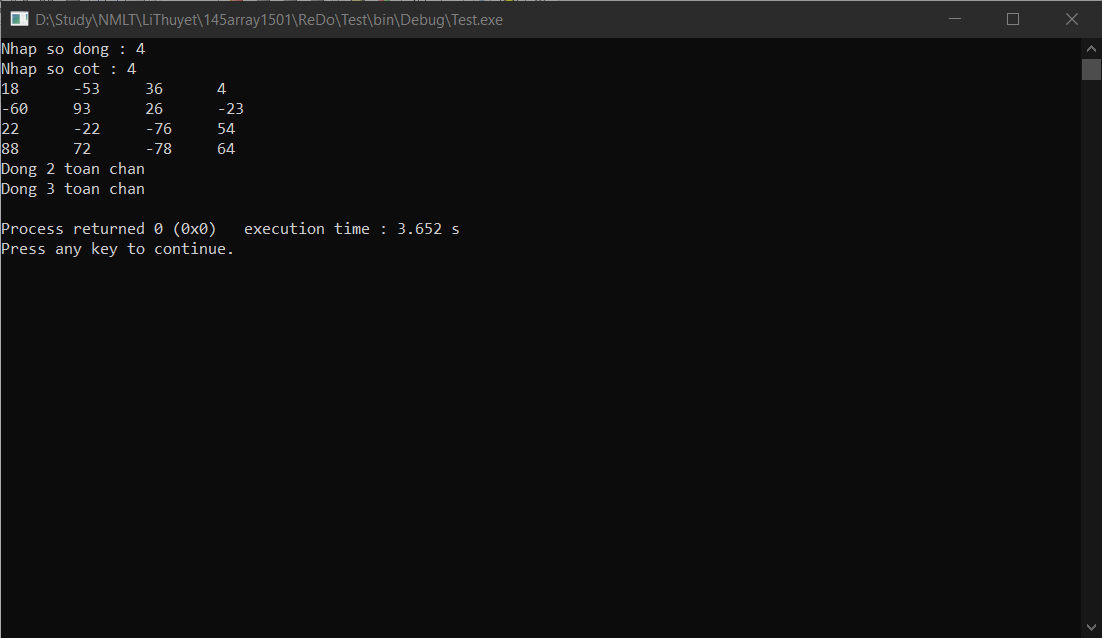 D:\Study\NMLT\LiThuyet\145array1501\ReDo\Test\bin\Debug\Test.exe
Nhap so dong : 4
Nhap so cot : 4
18 -53 36 4
-60 93 26 -23
22 -22 -76 54
88 72 -78 64
Dong 2 toan chan
Dong 3 toan chan
Process returned 0 (0x0) execution time : 3.652 s
Press any key to continue.